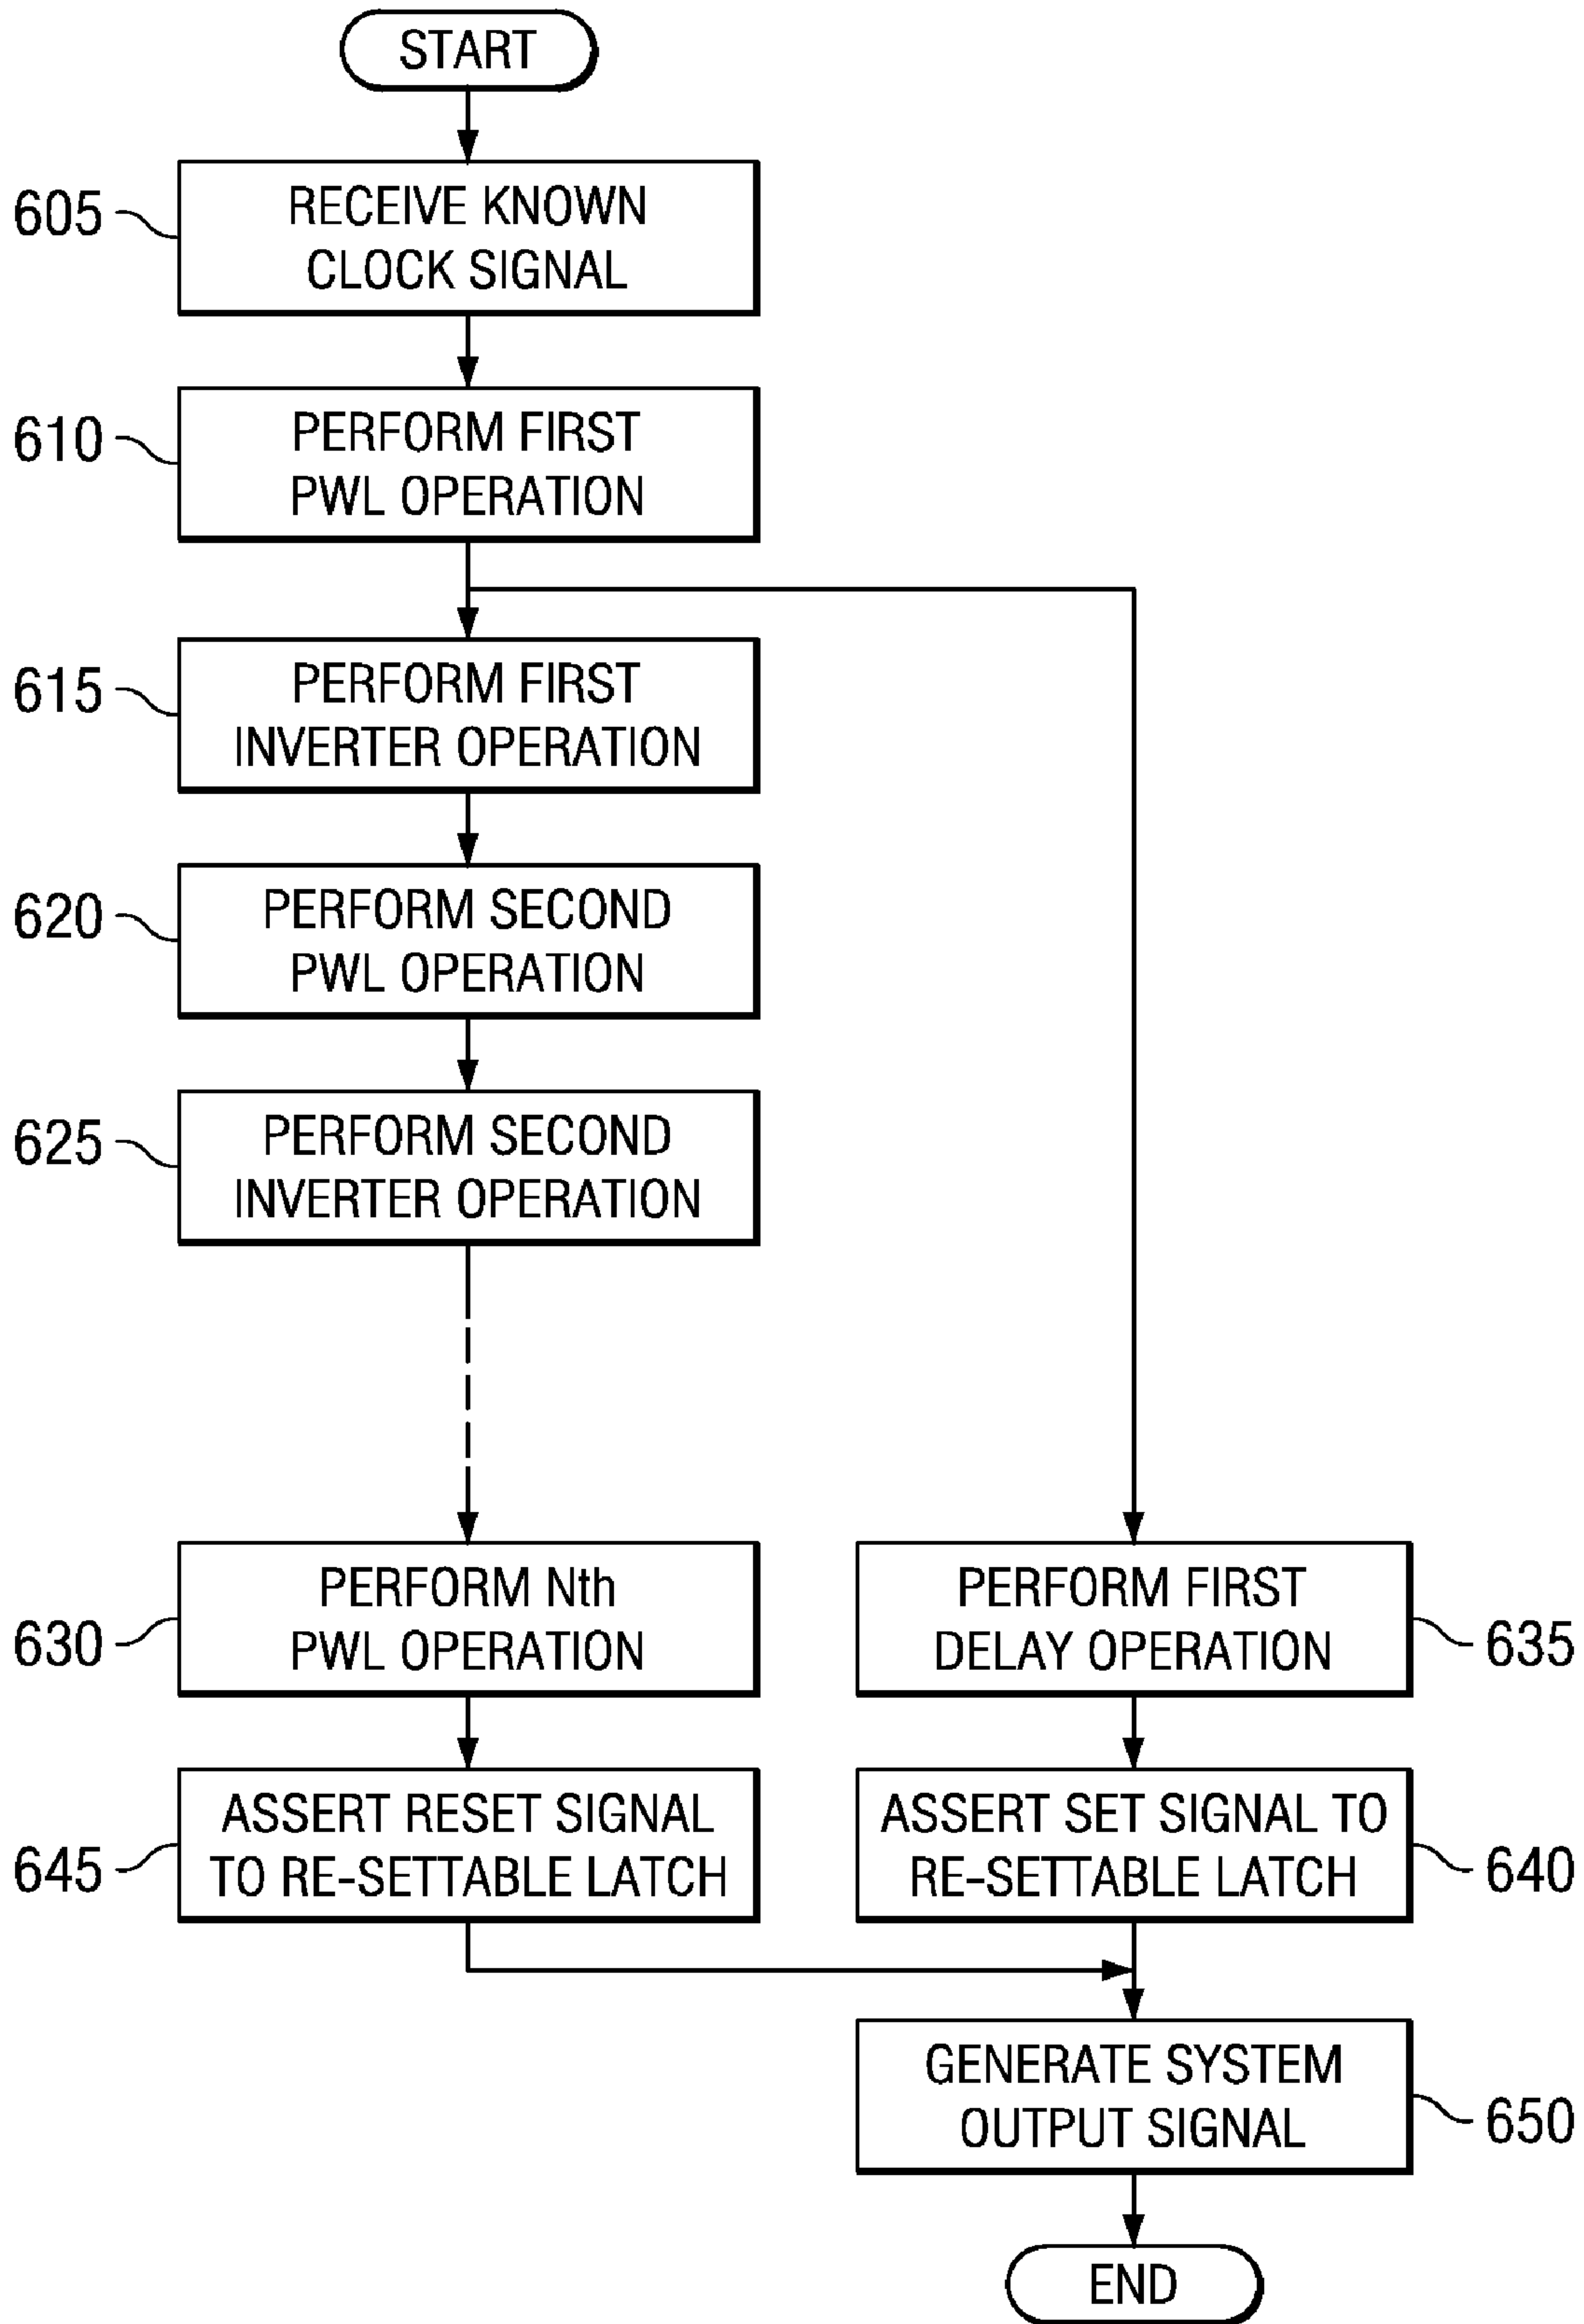 START
605
RECEIVE KNOWN
CLOCK SIGNAL
610
PERFORM FIRST
PWL OPERATION
615
PERFORM FIRST
INVERTER OPERATION
620
PERFORM SECOND
PWL OPERATION
625
PERFORM SECOND
INVERTER OPERATION
630
PERFORM Nth
PWL OPERATION
PERFORM FIRST
DELAY OPERATION
635
645
ASSERT RESET SIGNAL
TO RE-SETTABLE LATCH
ASSERT SET SIGNAL TO
RE-SETTABLE LATCH
640
GENERATE SYSTEM
OUTPUT SIGNAL
650
END